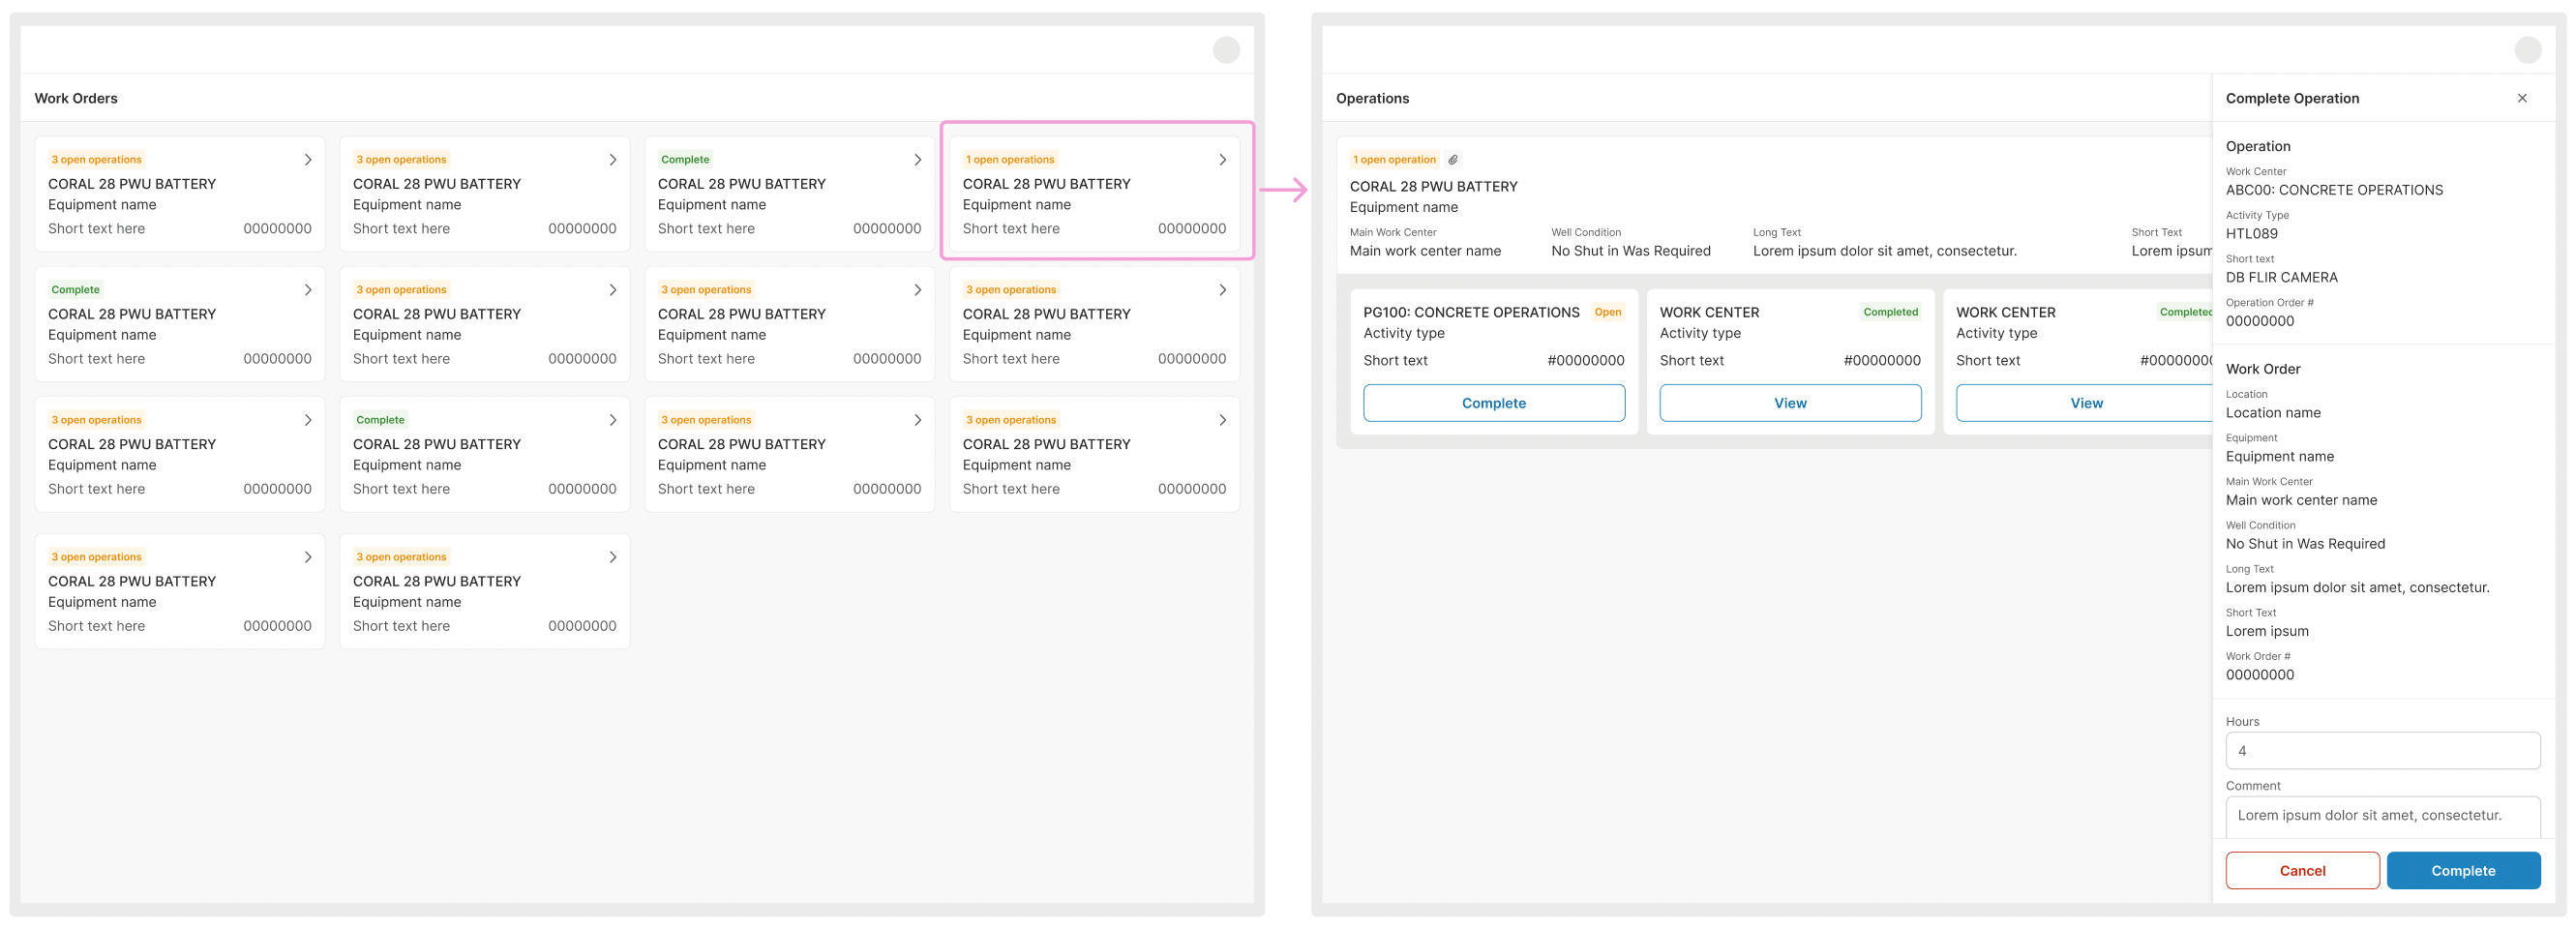 Work Orders
3 open operations
CORAL 28 PWU BATTERY
Equipment name
Short text here 00000000
3 open operations
CORAL 28 PWU BATTERY
Equipment name
Short text here 00000000
Complete
CORAL 28 PWU BATTERY
Equipment name
Short text here 00000000
1 open operations
CORAL 28 PWU BATTERY
Equipment name
Short text here 00000000
Complete
CORAL 28 PWU BATTERY
Equipment name
Short text here 00000000
3 open operations
CORAL 28 PWU BATTERY
Equipment name
Short text here 00000000
3 open operations
CORAL 28 PWU BATTERY
Equipment name
Short text here 00000000
3 open operations
CORAL 28 PWU BATTERY
Equipment name
Short text here 00000000
3 open operations
CORAL 28 PWU BATTERY
Equipment name
Short text here 00000000
Complete
CORAL 28 PWU BATTERY
Equipment name
Short text here 00000000
3 open operations
CORAL 28 PWU BATTERY
Equipment name
Short text here 00000000
3 open operations
CORAL 28 PWU BATTERY
Equipment name
Short text here 00000000
3 open operations
CORAL 28 PWU BATTERY
Equipment name
Short text here 00000000
3 open operations
CORAL 28 PWU BATTERY
Equipment name
Short text here 00000000
Operations
1 open operation
CORAL 28 PWU BATTERY
Equipment name
Main Work Center
Main work center name
Well Condition
No Shut in Was Required
Long Text
Lorem ipsum dolor sit amet, consectetur.
Short Text
Lorem ipsum
PG100: CONCRETE OPERATIONS Open
Activity type
Short text #00000000
Complete
WORK CENTER Completed
Activity type
Short text #00000000
View
WORK CENTER Completed
Activity type
Short text #00000000
View
Complete Operation
Operation
Work Center
ABC00: CONCRETE OPERATIONS
Activity Type
HTL089
Short text
DB FLIR CAMERA
Operation Order #
00000000
Work Order
Location
Location name
Equipment
Equipment name
Main Work Center
Main work center name
Well Condition
No Shut in Was Required
Long Text
Lorem ipsum dolor sit amet, consectetur.
Short Text
Lorem ipsum
Work Order #
00000000
Hours
4
Comment
Lorem ipsum dolor sit amet, consectetur.
Cancel
Complete